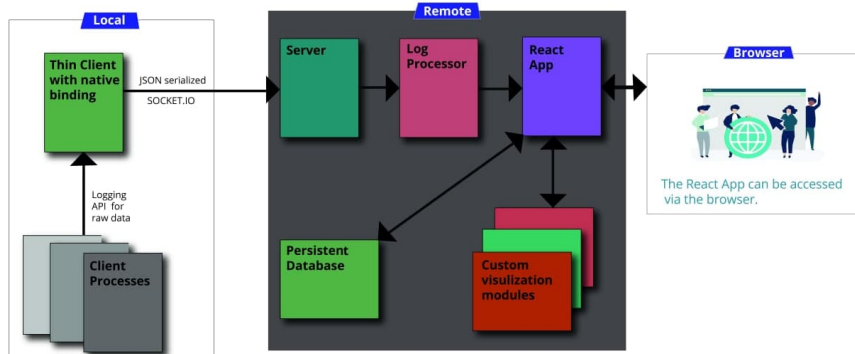 Local
Thin Client
with native
binding
JSON serialized
SOCKET.IO
Logging
API for
raw data
Client
Processes
Remote
Server
Log
Processor
React
App
Persistent
Database
Custom
visulization
modules
Browser
The React App can be accessed
via the browser.